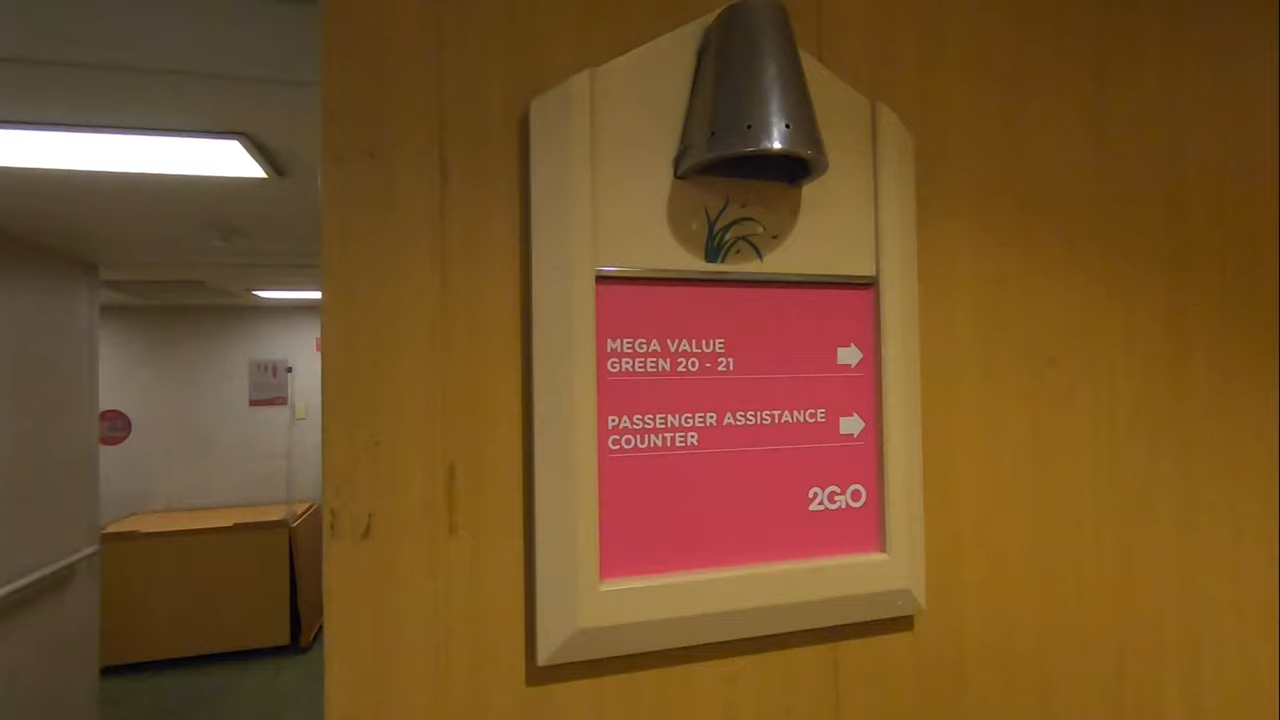 MEGA VALUE
GREEN 20 - 21
PASSENGER ASSISTANCE
COUNTER
2GO